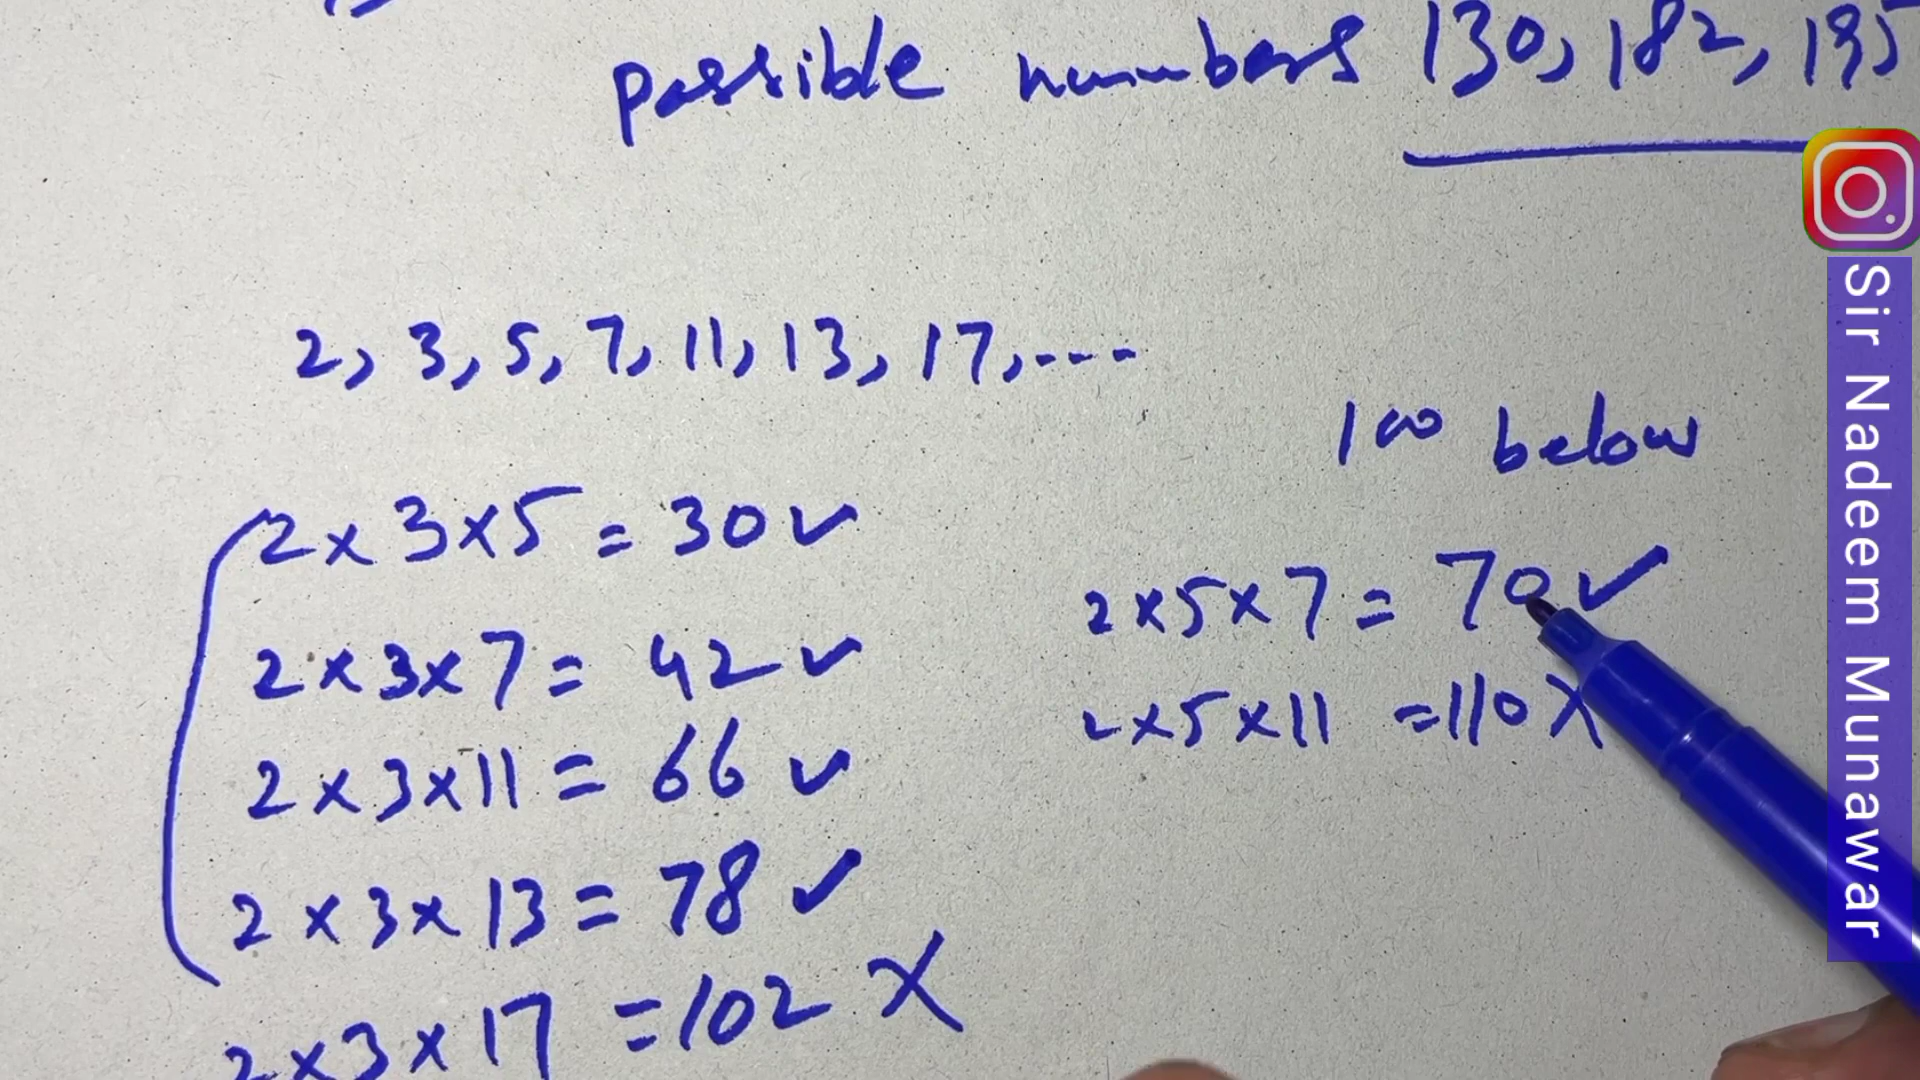 possible numbers 130, 182, 195
2, 3, 5, 7, 11, 13, 17, ----
100 below
2 x 3 x 5 = 30 ✓
2 x 3 x 7 = 42 ✓
2 x 3 x 11 = 66 ✓
2 x 3 x 13 = 78 ✓
2 x 3 x 17 = 102 X
2 x 5 x 7 = 70 ✓
2 x 5 x 11 = 110 X
Sir Nadeem Munawar